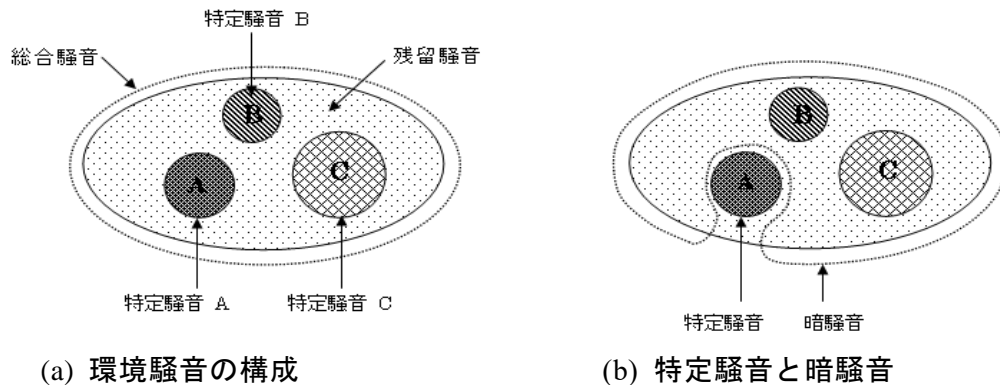 特定騒音 B
総合騒音
残留騒音
B
A
C
特定騒音 A
特定騒音 C
(a) 環境騒音の構成
B
A
C
特定騒音
暗騒音
(b) 特定騒音と暗騒音